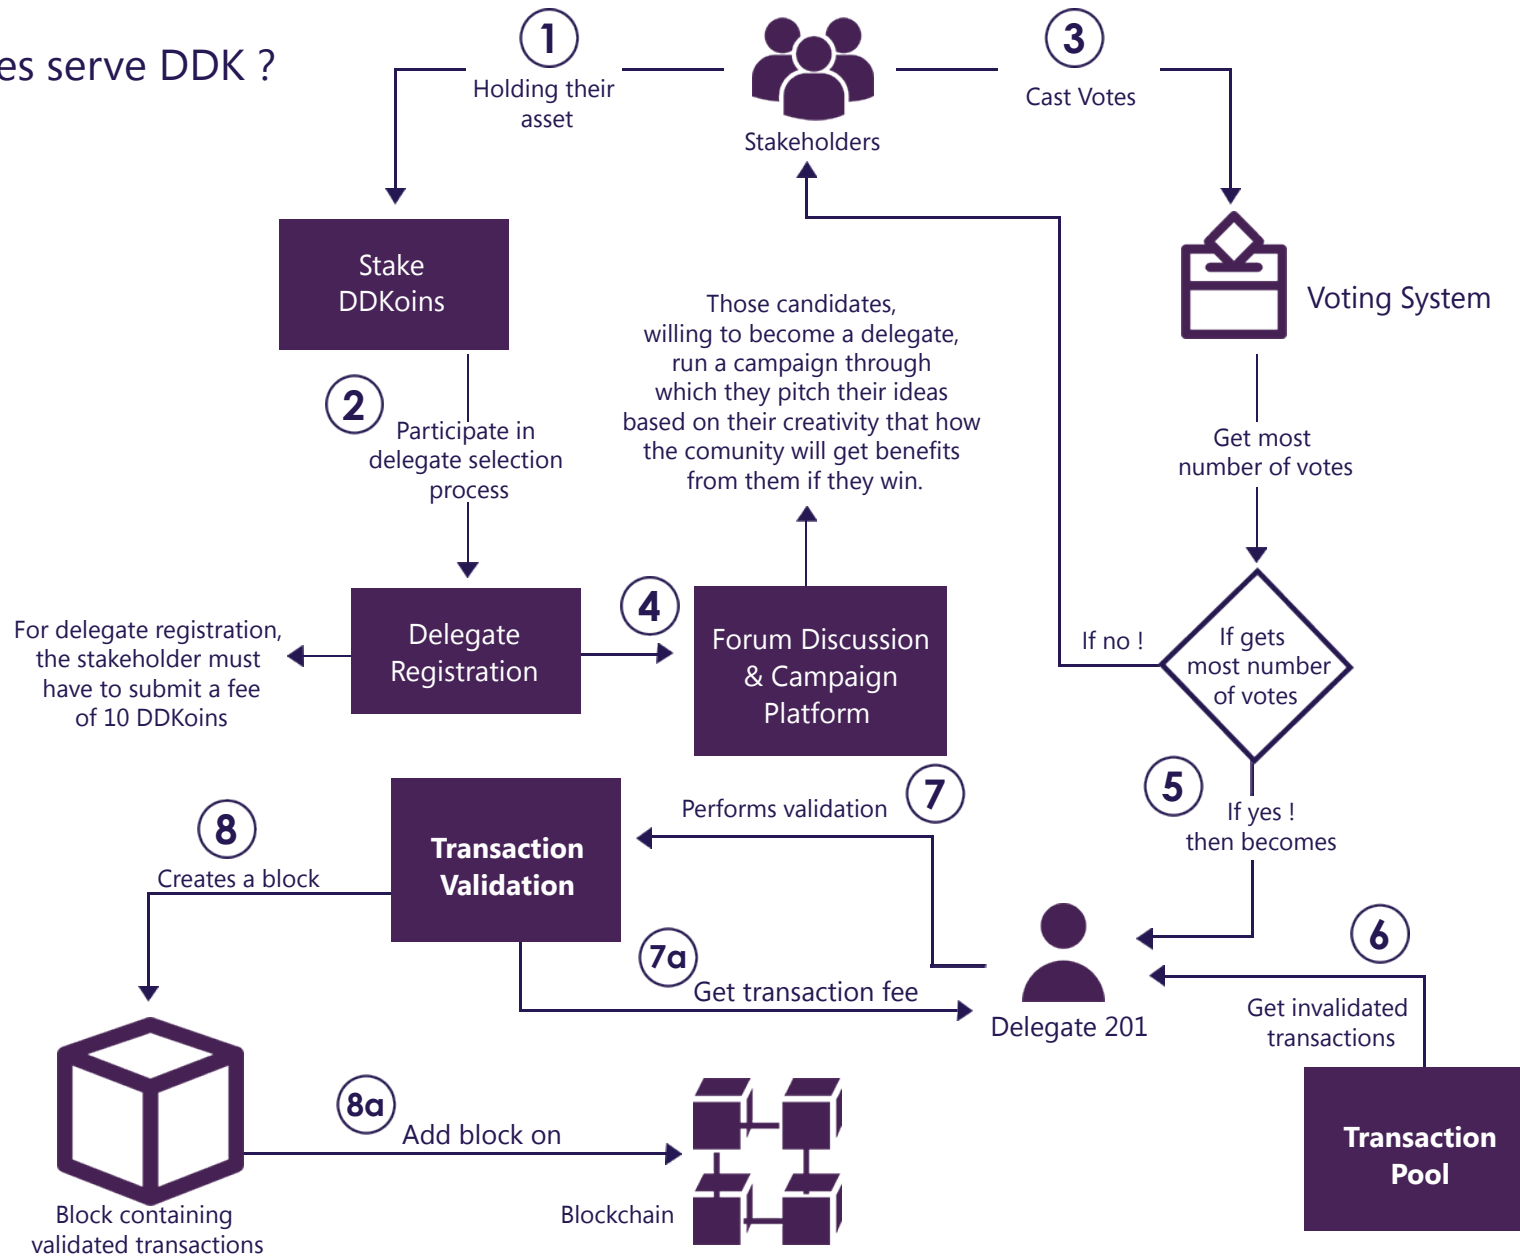 es serve DDK ?
1
Holding their
asset
Stakeholders
3
Cast Votes
Stake
DDKoins
Voting System
2
Participate in
delegate selection
process
Those candidates,
willing to become a delegate,
run a campaign through
which they pitch their ideas
based on their creativity that how
the comunity will get benefits
from them if they win.
Get most
number of votes
For delegate registration,
the stakeholder must
have to submit a fee
of 10 DDKoins
Delegate
Registration
4
Forum Discussion
& Campaign
Platform
If no !
If gets
most number
of votes
5
If yes !
then becomes
7
Performs validation
Transaction
Validation
8
Creates a block
7a
Get transaction fee
Delegate 201
6
Get invalidated
transactions
Transaction
Pool
8a
Add block on
Block containing
validated transactions
Blockchain